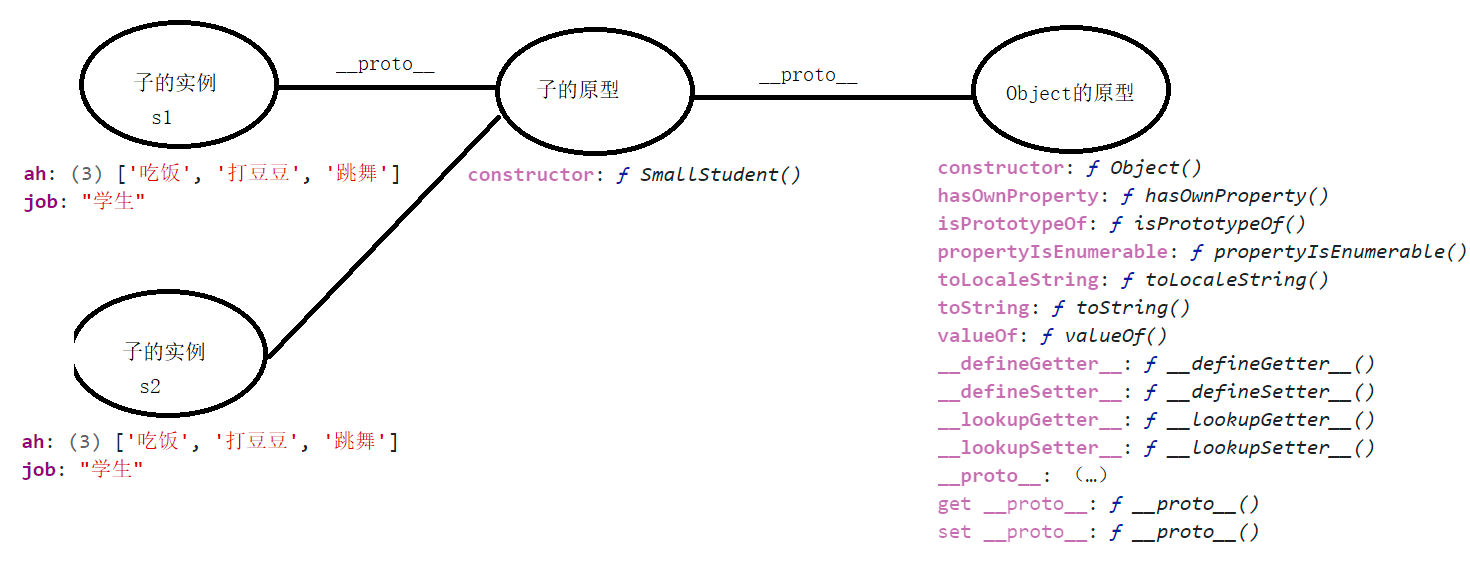 子的实例
s1
__proto__
子的原型
__proto__
Object的原型
ah: (3) ['吃饭', '打豆豆', '跳舞']
job: "学生"
constructor: ƒ SmallStudent()
constructor: ƒ Object()
hasOwnProperty: ƒ hasOwnProperty()
isPrototypeOf: ƒ isPrototypeOf()
propertyIsEnumerable: ƒ propertyIsEnumerable()
toLocaleString: ƒ toLocaleString()
toString: ƒ toString()
valueOf: ƒ valueOf()
__defineGetter__: ƒ __defineGetter__()
__defineSetter__: ƒ __defineSetter__()
__lookupGetter__: ƒ __lookupGetter__()
__lookupSetter__: ƒ __lookupSetter__()
__proto__: （…）
get __proto__: ƒ __proto__()
set __proto__: ƒ __proto__()
子的实例
s2
ah: (3) ['吃饭', '打豆豆', '跳舞']
job: "学生"